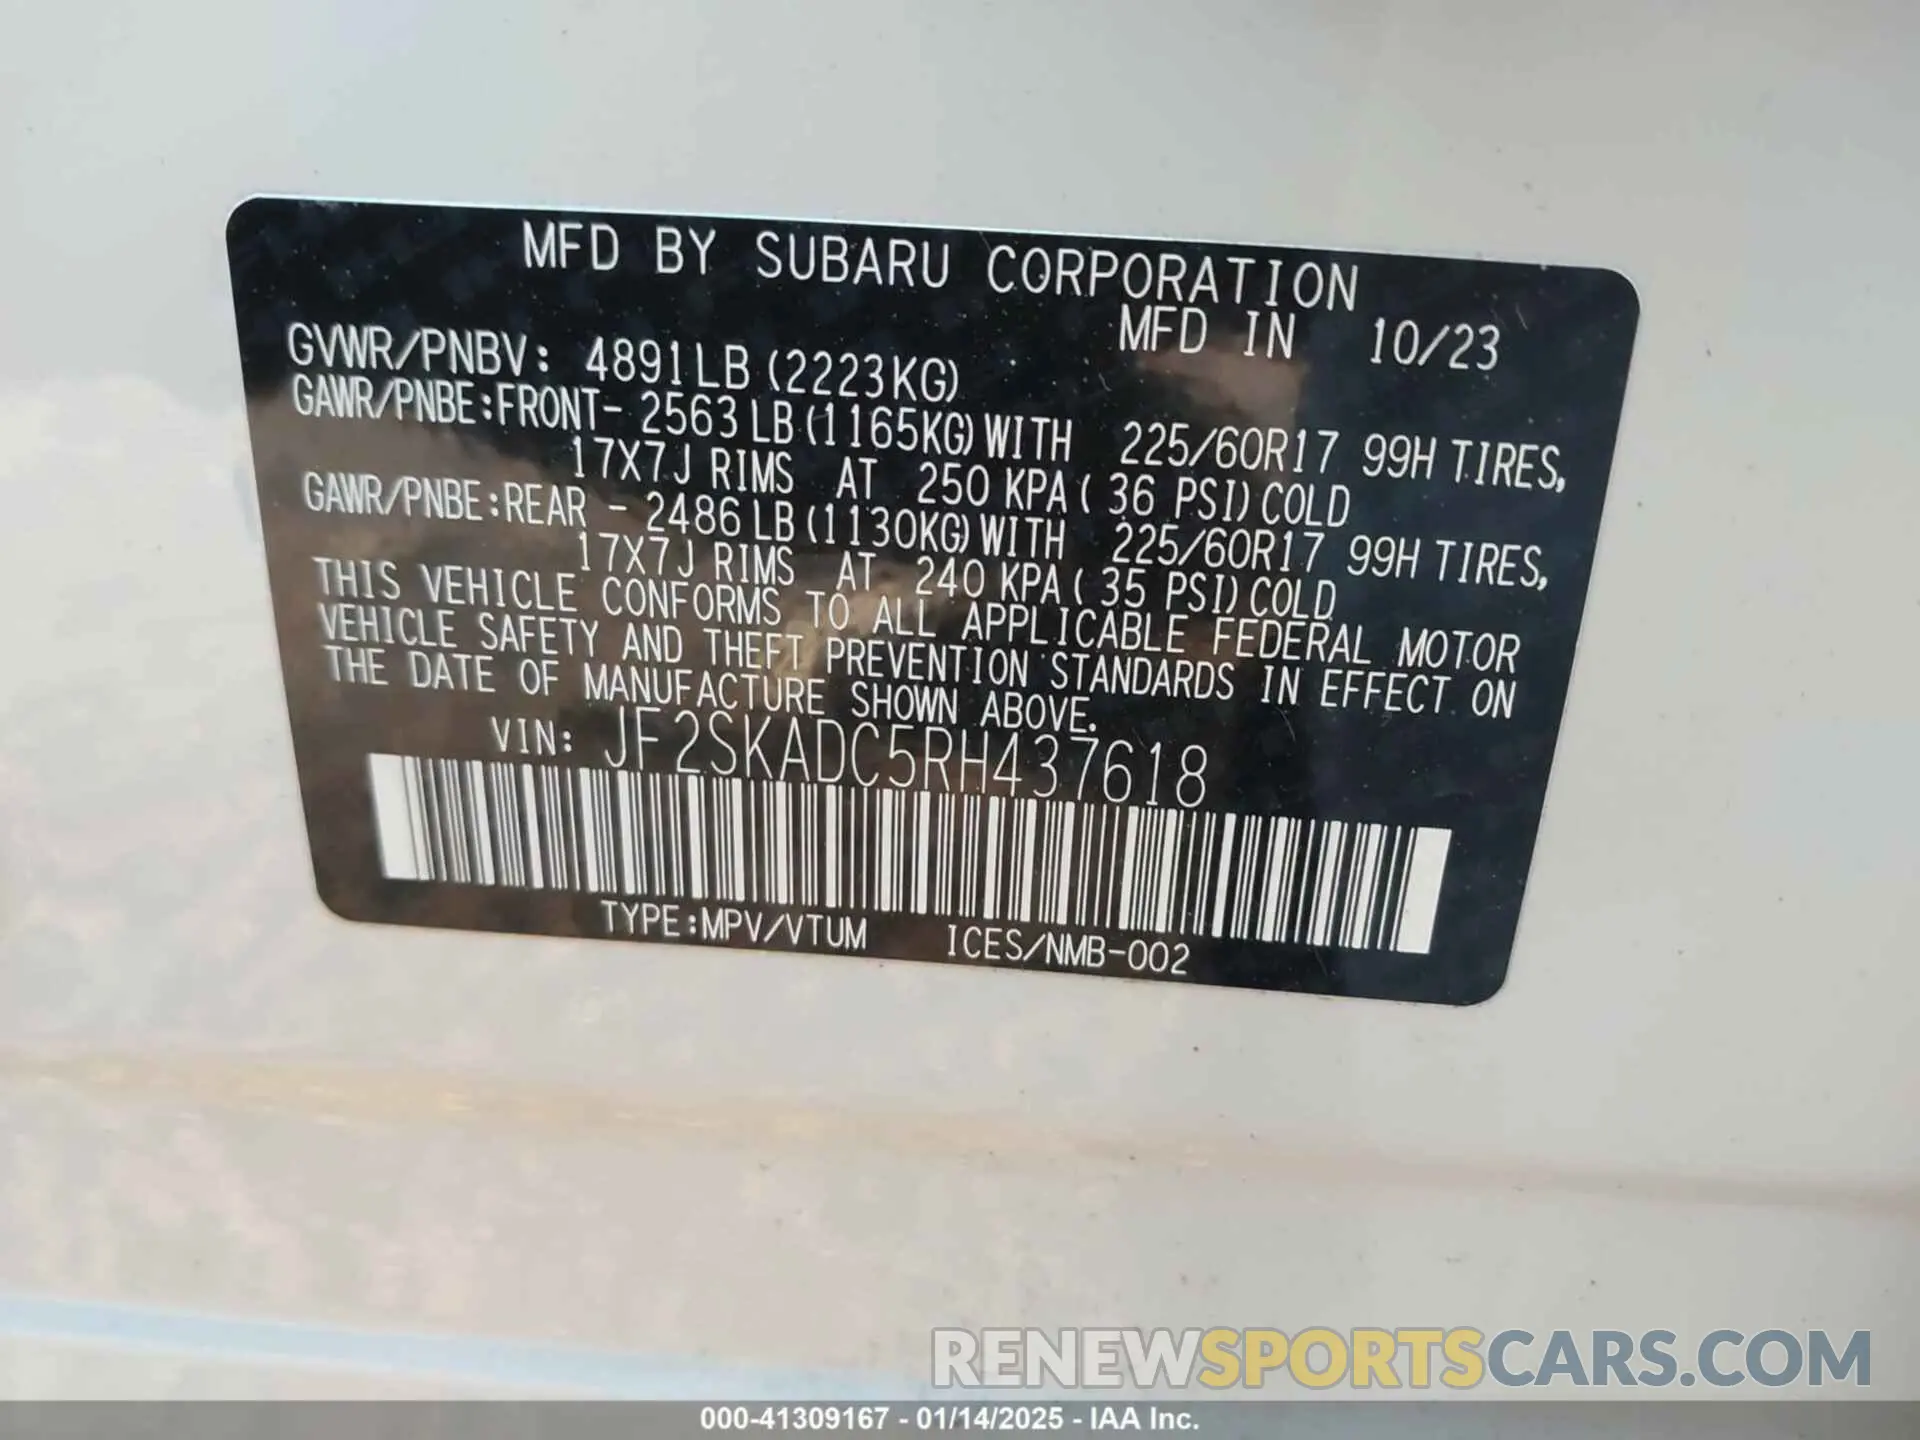 MFD BY SUBARU CORPORATION
MFD IN 10/23
GVWR/PNBV: 4891LB (2223KG)
GAWR/PNBE:FRONT- 2563 LB (1165KG) WITH 225/60R17 99H TIRES,
17X7J RIMS AT 250 KPA ( 36 PSI) COLD
GAWR/PNBE:REAR - 2486 LB (1130KG) WITH 225/60R17 99H TIRES,
17X7J RIMS AT 240 KPA ( 35 PSI) COLD
THIS VEHICLE CONFORMS TO ALL APPLICABLE FEDERAL MOTOR
VEHICLE SAFETY AND THEFT PREVENTION STANDARDS IN EFFECT ON
THE DATE OF MANUFACTURE SHOWN ABOVE.
VIN: JF2SKADC5RH437618
TYPE:MPV/VTUM ICES/NMB-002
RENEWSPORTSCARS.COM
000-41309167 - 01/14/2025 - IAA Inc.